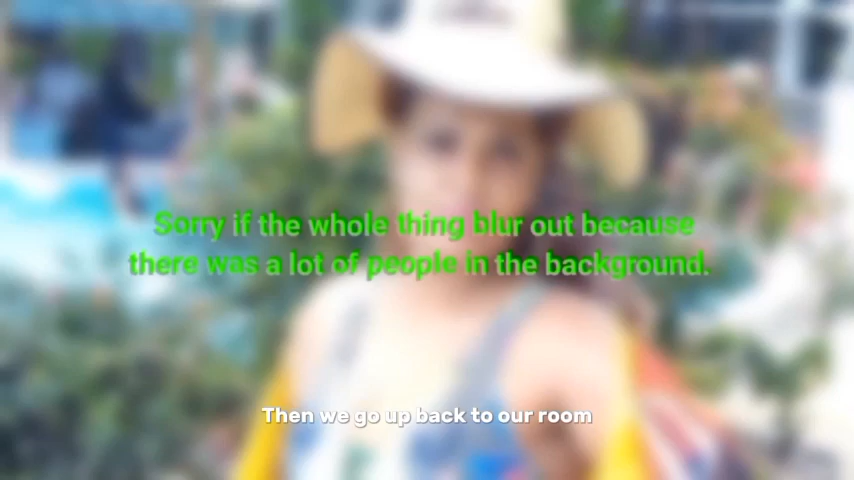 Sorry if the whole thing blur out because
there was a lot of people in the background.
Then we go up back to our room